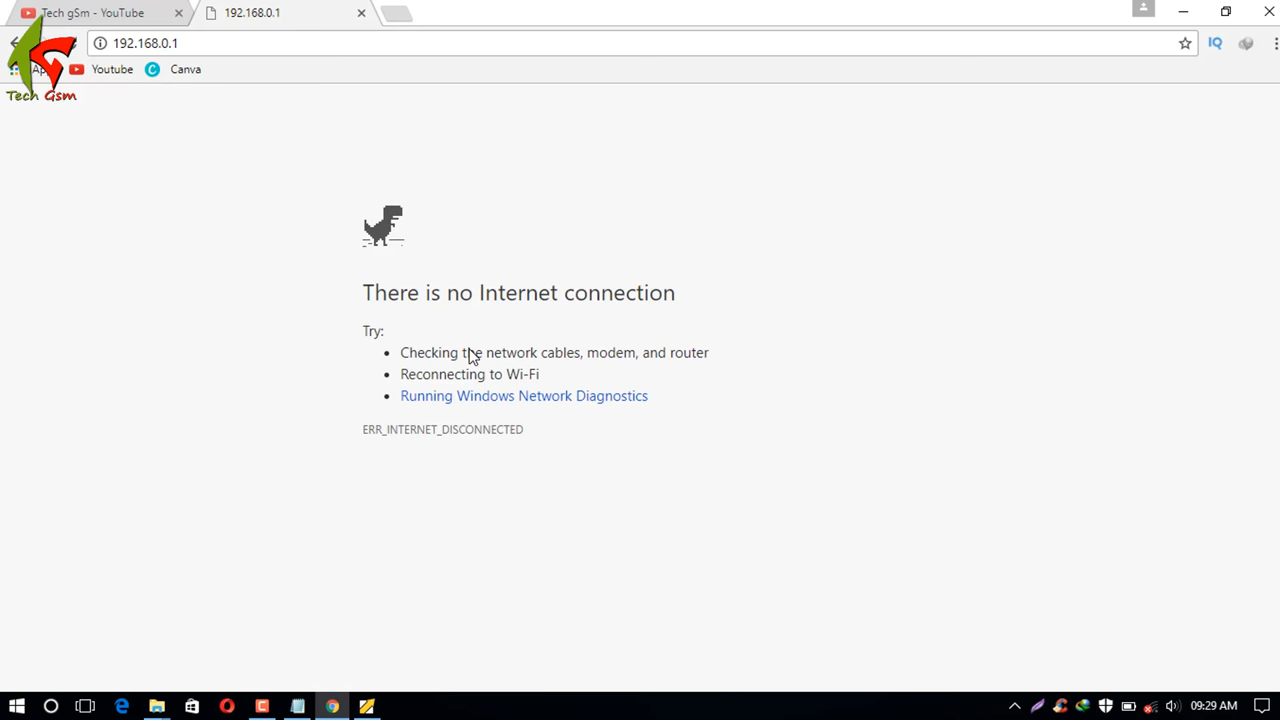 Tech gSm - YouTube
192.168.0.1
192.168.0.1
Youtube
Canva
Tech Gsm
There is no Internet connection
Try:
Checking the network cables, modem, and router
Reconnecting to Wi-Fi
Running Windows Network Diagnostics
ERR_INTERNET_DISCONNECTED
09:29 AM